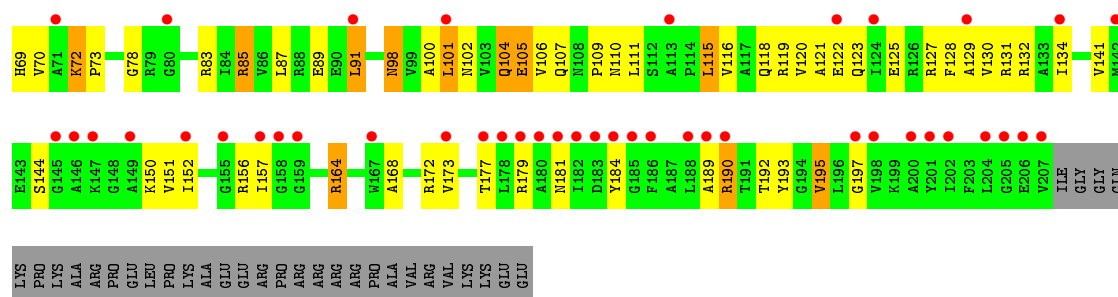 H69 V70 A71 K72 P73 G78 R79 G80 R83 I84 R85 V86 L87 R88 E89 E90 L91 N98 V99 A100 L101 N102 V103 Q104 E105 V106 Q107 N108 P109 N110 L111 S112 A113 P114 L115 V116 A117 Q118 R119 V120 A121 E122 Q123 I124 E125 R126 R127 F128 A129 V130 R131 R132 A133 I134 V141 M142
E143 S144 G145 A146 K147 G148 A149 K150 V151 I152 G155 R156 I157 G158 G159 R164 W167 A168 R172 V173 T177 L178 R179 A180 N181 I182 D183 Y184 G185 F186 A187 L188 A189 R190 T191 T192 Y193 G194 V195 L196 G197 V198 K199 A200 Y201 I202 F203 L204 G205 E206 V207 ILE GLY GLY GLN
LYS PRO LYS ALA ARG PRO GLU LEU PRO LYS ALA GLU GLU ARG PRO ARG ARG ARG ARG PRO ALA VAL ARG VAL LYS LYS GLU GLU